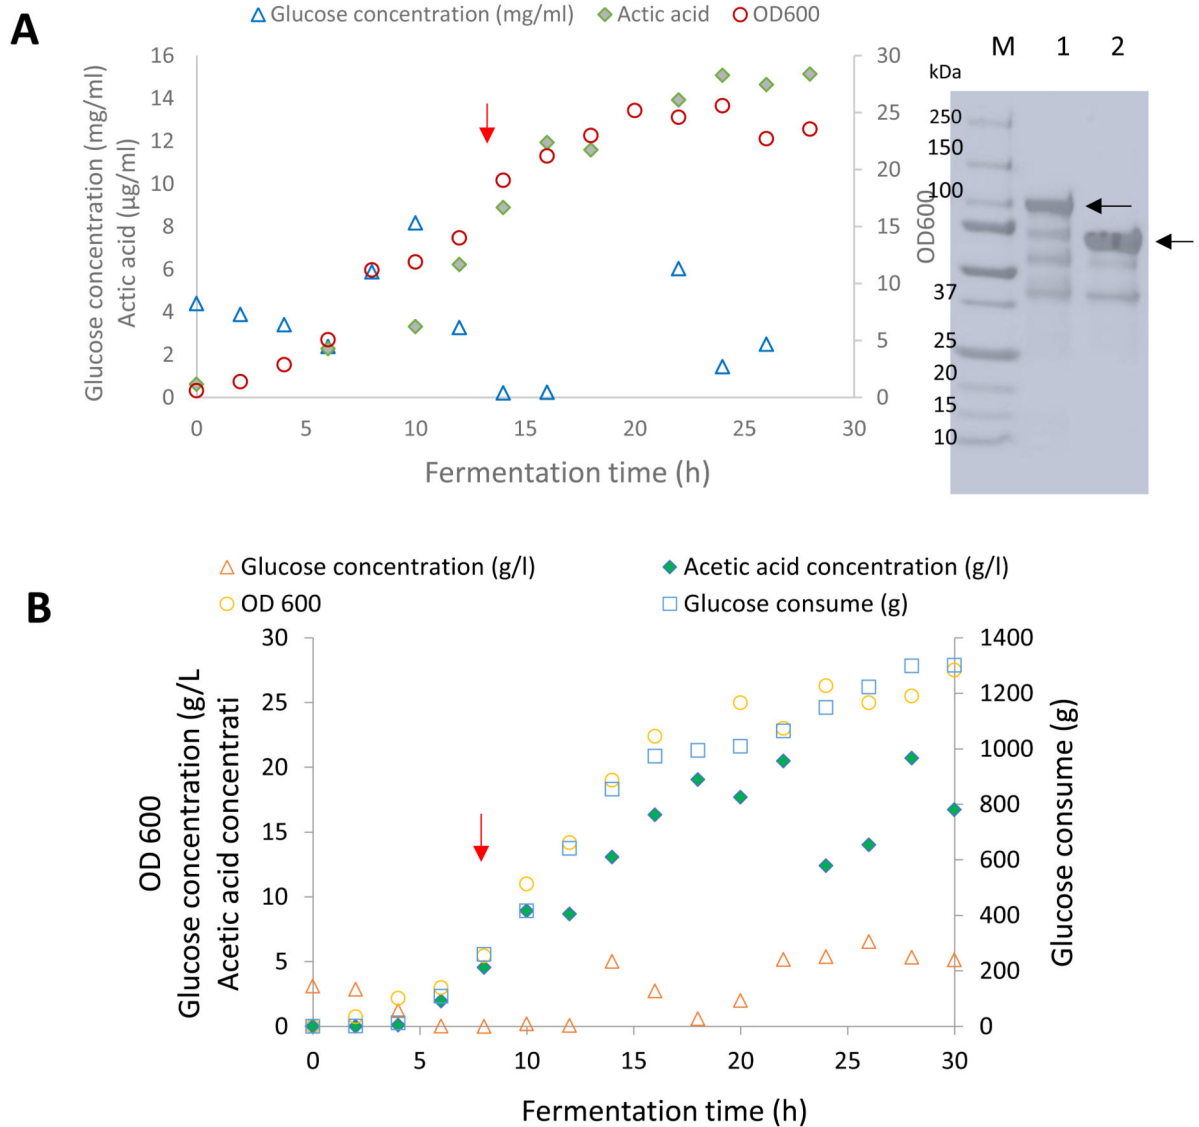 A
Glucose concentration (mg/ml)
Actic acid
OD600
Glucose concentration (mg/ml)
Actic acid (µg/ml)
16
14
12
10
8
6
4
2
0
30
25
20
15
10
5
0
OD600
0 5 10 15 20 25 30
Fermentation time (h)
M 1 2
kDa
250
150
100
37
25
20
15
10
B
Glucose concentration (g/l)
Acetic acid concentration (g/l)
OD 600
Glucose consume (g)
OD 600
Glucose concentration (g/L
Acetic acid concentrati
30
25
20
15
10
5
0
1400
1200
1000
800
600
400
200
0
Glucose consume (g)
0 5 10 15 20 25 30
Fermentation time (h)